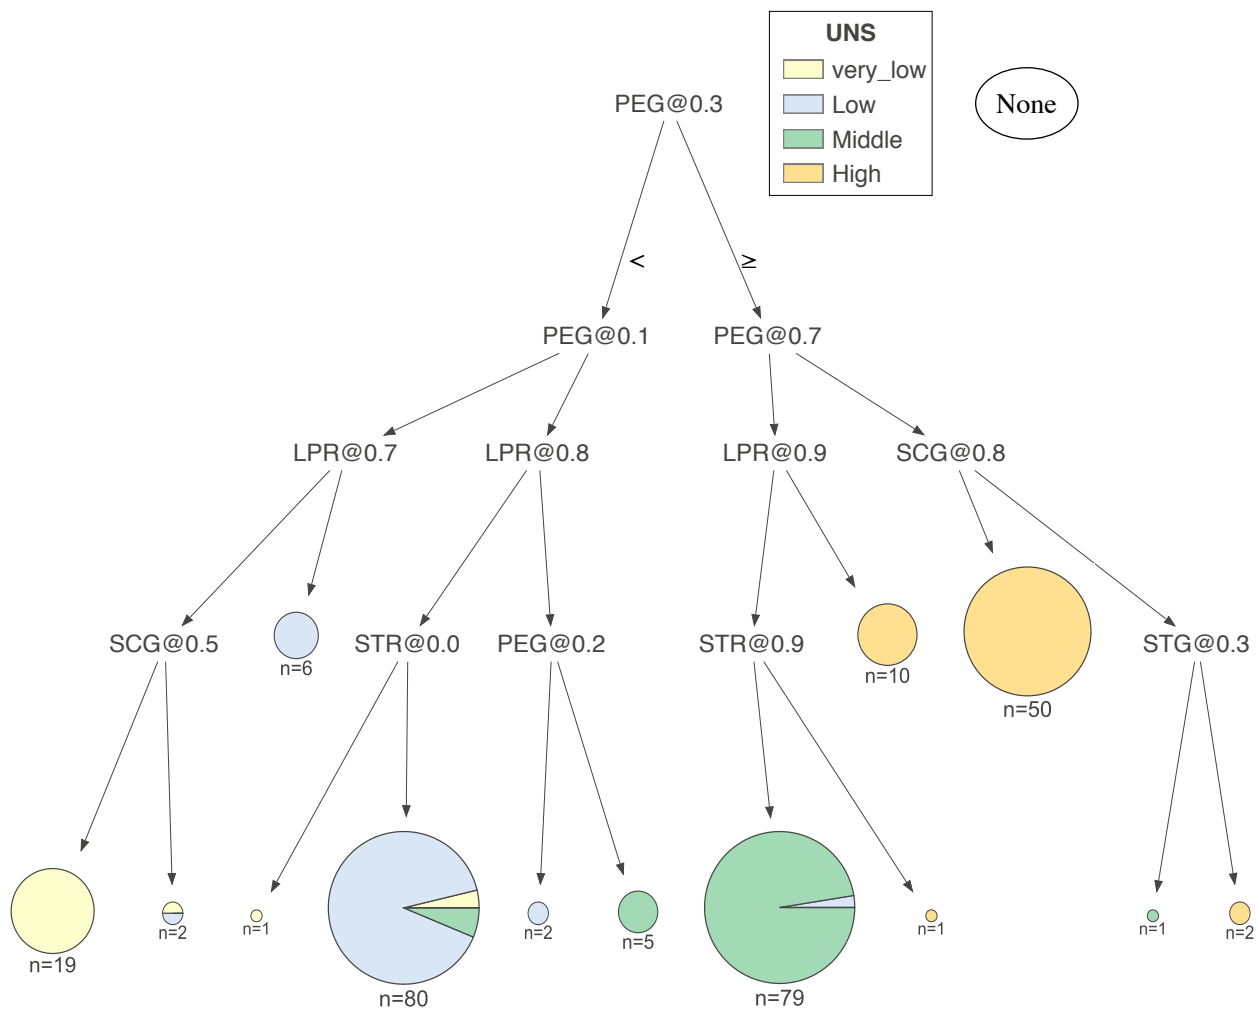 UNS
very_low
Low
Middle
High
None
PEG@0.3
<
≥
PEG@0.1
PEG@0.7
LPR@0.7
LPR@0.8
LPR@0.9
SCG@0.8
SCG@0.5
n=6
STR@0.0
PEG@0.2
STR@0.9
n=10
n=50
STG@0.3
n=19
n=2
n=1
n=80
n=2
n=5
n=79
n=1
n=1
n=2